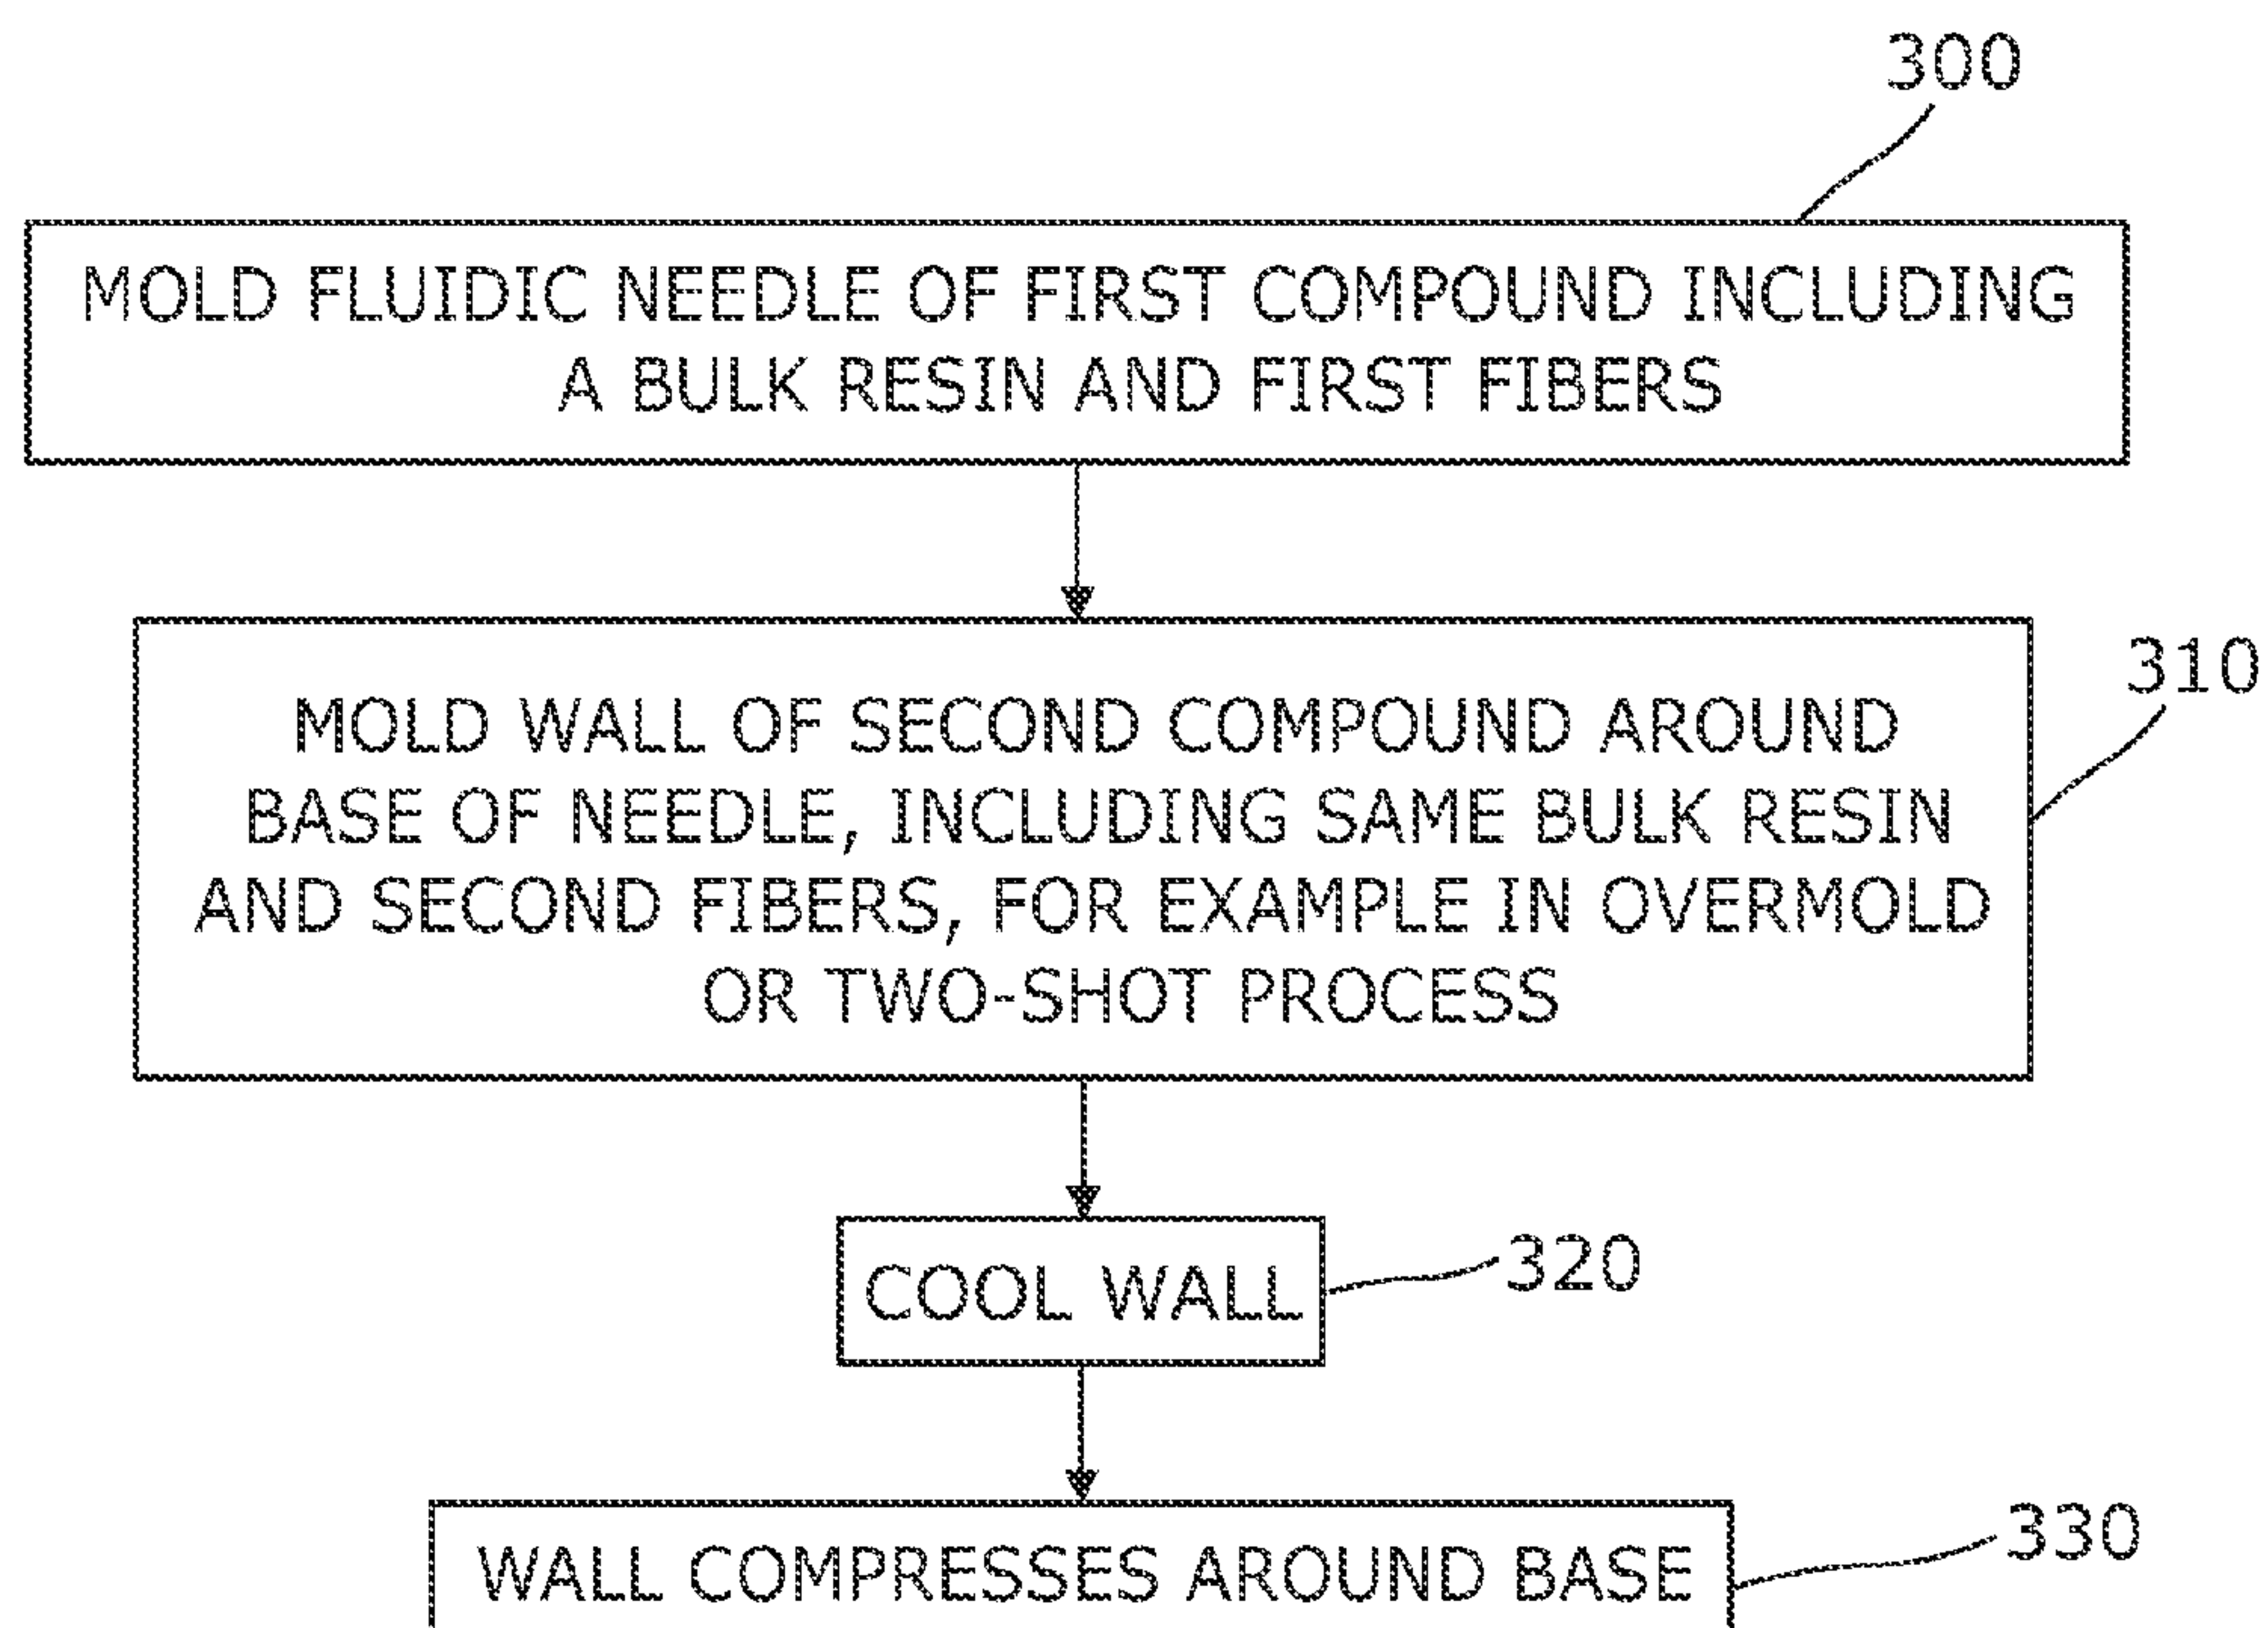 300
MOLD FLUIDIC NEEDLE OF FIRST COMPOUND INCLUDING
A BULK RESIN AND FIRST FIBERS
310
MOLD WALL OF SECOND COMPOUND AROUND
BASE OF NEEDLE, INCLUDING SAME BULK RESIN
AND SECOND FIBERS, FOR EXAMPLE IN OVERMOLD
OR TWO-SHOT PROCESS
COOL WALL
320
WALL COMPRESSES AROUND BASE
330